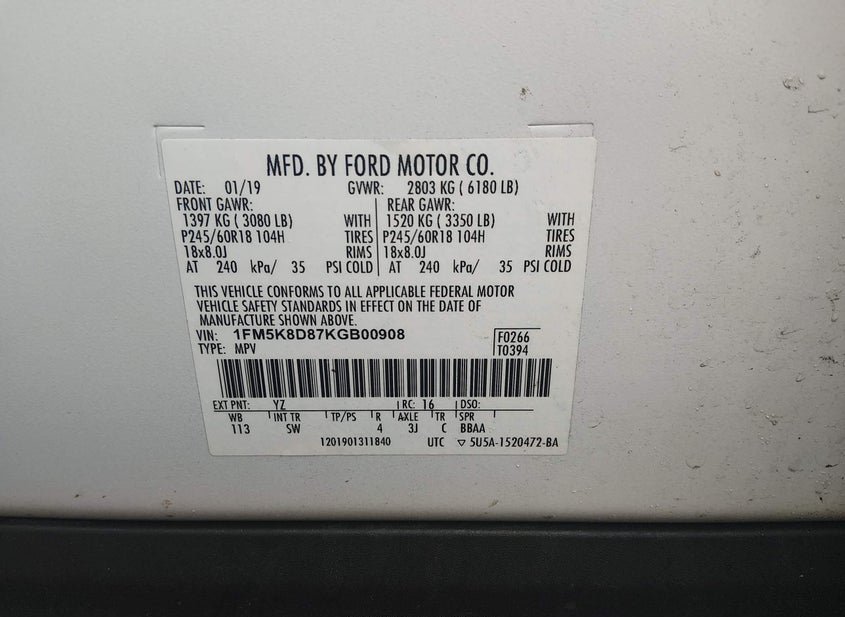 MFD. BY FORD MOTOR CO.
DATE: 01/19 GVWR: 2803 KG ( 6180 LB)
FRONT GAWR: REAR GAWR:
1397 KG ( 3080 LB) WITH 1520 KG ( 3350 LB) WITH
P245/60R18 104H TIRES P245/60R18 104H TIRES
18x8.0J RIMS 18x8.0J RIMS
AT 240 kPa/ 35 PSI COLD AT 240 kPa/ 35 PSI COLD
THIS VEHICLE CONFORMS TO ALL APPLICABLE FEDERAL MOTOR
VEHICLE SAFETY STANDARDS IN EFFECT ON THE DATE OF
MANUFACTURE SHOWN ABOVE.
VIN: 1FM5K8D87KGB00908 F0266
TYPE: MPV T0394
EXT PNT: YZ RC: 16 DSO:
WB INT TR TP/PS R AXLE TR SPR
113 SW 4 3J C BBAA
1201901311840 UTC ▽ 5U5A-1520472-BA